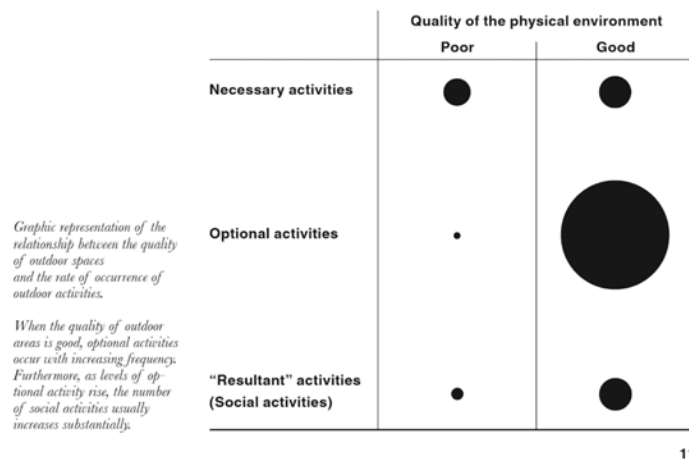 Quality of the physical environment
Poor
Good
Necessary activities
Optional activities
"Resultant" activities
(Social activities)
Graphic representation of the
relationship between the quality
of outdoor spaces
and the rate of occurrence of
outdoor activities.
When the quality of outdoor
areas is good, optional activities
occur with increasing frequency.
Furthermore, as levels of op-
tional activity rise, the number
of social activities usually
increases substantially.